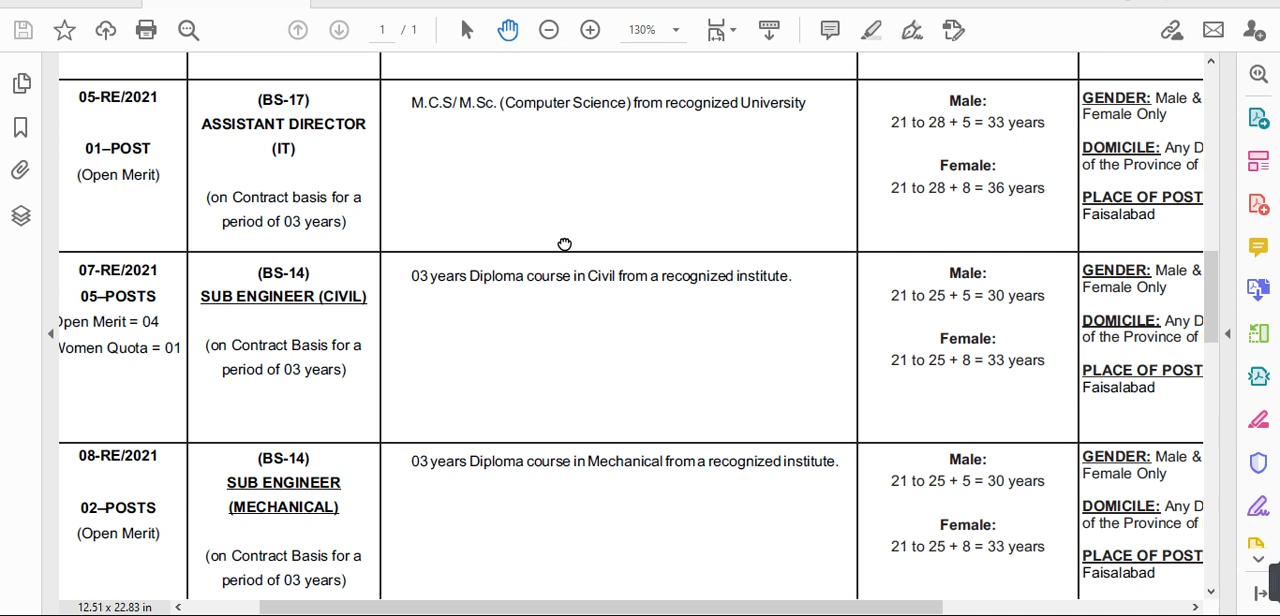 1 / 1
130%
05-RE/2021
01–POST
(Open Merit)
(BS-17)
ASSISTANT DIRECTOR
(IT)
(on Contract basis for a
period of 03 years)
M.C.S/ M.Sc. (Computer Science) from recognized University
Male:
21 to 28 + 5 = 33 years
Female:
21 to 28 + 8 = 36 years
GENDER: Male &
Female Only
DOMICILE: Any D
of the Province of
PLACE OF POST
Faisalabad
07-RE/2021
05–POSTS
Open Merit = 04
Women Quota = 01
(BS-14)
SUB ENGINEER (CIVIL)
(on Contract Basis for a
period of 03 years)
03 years Diploma course in Civil from a recognized institute.
Male:
21 to 25 + 5 = 30 years
Female:
21 to 25 + 8 = 33 years
GENDER: Male &
Female Only
DOMICILE: Any D
of the Province of
PLACE OF POST
Faisalabad
08-RE/2021
02–POSTS
(Open Merit)
(BS-14)
SUB ENGINEER
(MECHANICAL)
(on Contract Basis for a
period of 03 years)
03 years Diploma course in Mechanical from a recognized institute.
Male:
21 to 25 + 5 = 30 years
Female:
21 to 25 + 8 = 33 years
GENDER: Male &
Female Only
DOMICILE: Any D
of the Province of
PLACE OF POST
Faisalabad
12.51 x 22.83 in